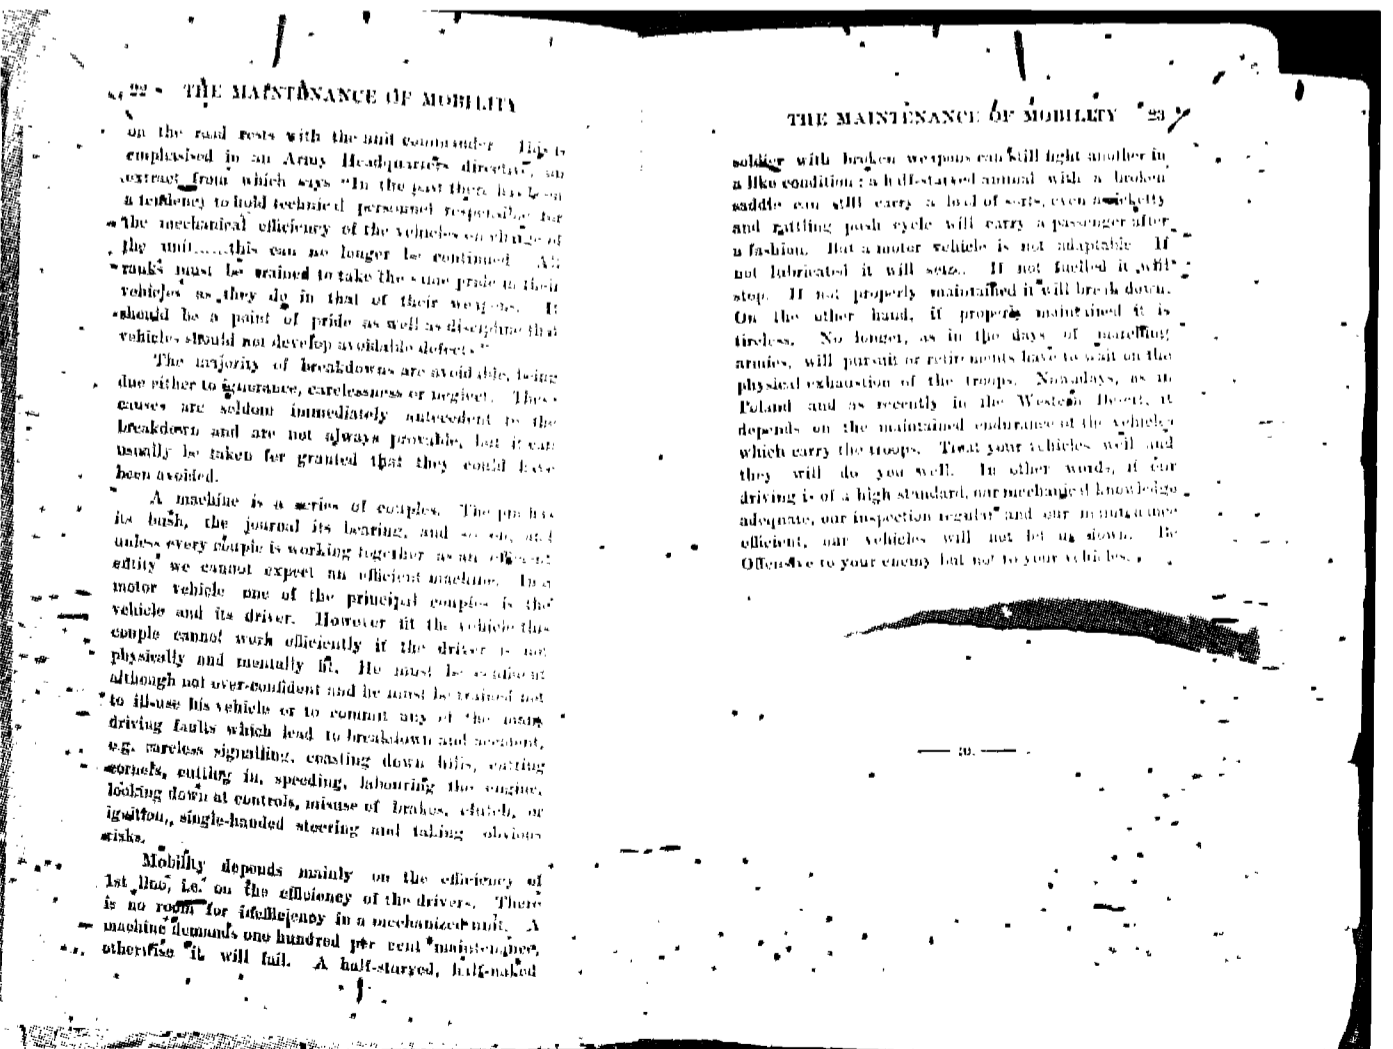 22 THE MAINTENANCE OF MOBILITY
on the road rests with the unit commander This is
emphasised in an Army Headquarters directive, an
extract from which says "In the past there has been
a tendency to hold technical personnel responsible for
the mechanical efficiency of the vehicles on charge of
the unit......this can no longer be continued All
ranks must be trained to take the same pride in their
vehicles as they do in that of their weapons. It
should be a point of pride as well as discipline that
vehicles should not develop avoidable defects"
The majority of breakdowns are avoidable, being
due either to ignorance, carelessness or neglect. These
causes are seldom immediately antecedent to the
breakdown and are not always provable, but it can
usually be taken for granted that they could have
been avoided.
A machine is a series of couples. The pin has
its bush, the journal its bearing, and so on, and
unless every couple is working together as an efficient
entity we cannot expect an efficient machine. In a
motor vehicle one of the principal couples is the
vehicle and its driver. However fit the vehicle this
couple cannot work efficiently if the driver is not
physically and mentally fit. He must be confident
although not over-confident and he must be trained not
to ill-use his vehicle or to commit any of the many
driving faults which lead to breakdown and accident,
e.g. careless signalling, coasting down hills, cutting
corners, cutting in, speeding, labouring the engine,
looking down at controls, misuse of brakes, clutch, or
ignition, single-handed steering and taking obvious
risks.
Mobility depends mainly on the efficiency of
1st line, i.e. on the efficiency of the drivers. There
is no room for inefficiency in a mechanized unit. A
machine demands one hundred per cent maintenance,
otherwise it will fail. A half-starved, half-naked
THE MAINTENANCE OF MOBILITY 23
soldier with broken weapons can still fight another in
a like condition; a half-starved animal with a broken
saddle can still carry a load of sorts, even a rickety
and rattling push cycle will carry a passenger after
a fashion. But a motor vehicle is not adaptable If
not lubricated it will seize. If not fuelled it will
stop. If not properly maintained it will break down.
On the other hand, if properly maintained it is
tireless. No longer, as in the days of marching
armies, will pursuit or retirements have to wait on the
physical exhaustion of the troops. Nowadays, as in
Poland and as recently in the Western Desert, it
depends on the maintained endurance of the vehicles
which carry the troops. Treat your vehicles well and
they will do you well. In other words, if our
driving is of a high standard, our mechanical knowledge
adequate, our inspection regular and our maintenance
efficient, our vehicles will not let us down. Be
Offensive to your enemy but not to your vehicles.